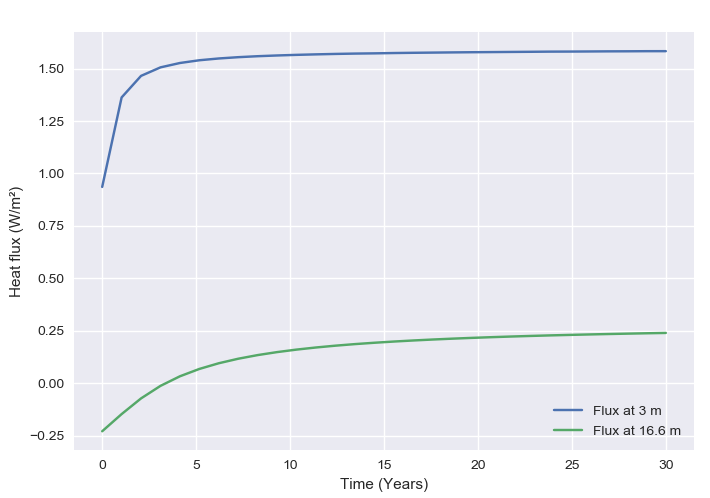 Heat flux (W/m²)
1.50
1.25
1.00
0.75
0.50
0.25
0.00
−0.25
Flux at 3 m
Flux at 16.6 m
0 5 10 15 20 25 30
Time (Years)